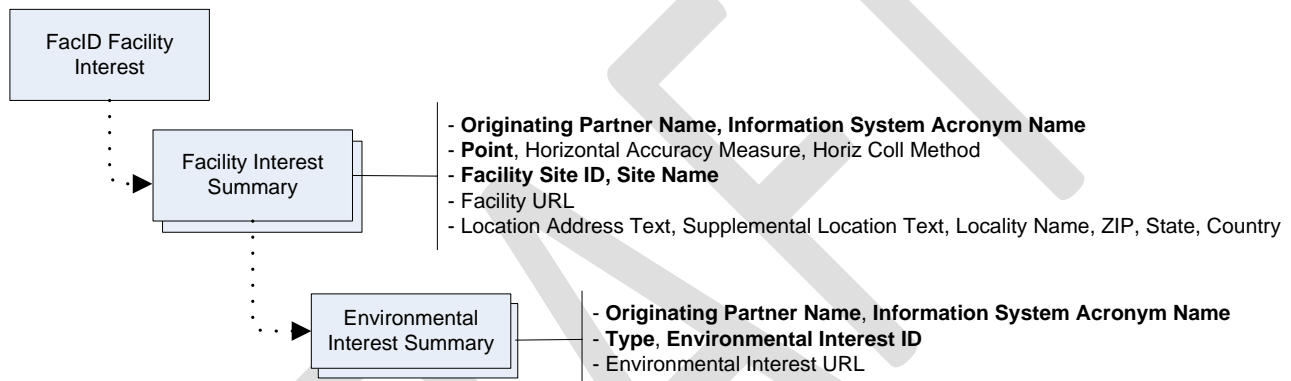 FacID Facility
Interest
Facility Interest
Summary
- Originating Partner Name, Information System Acronym Name
- Point, Horizontal Accuracy Measure, Horiz Coll Method
- Facility Site ID, Site Name
- Facility URL
- Location Address Text, Supplemental Location Text, Locality Name, ZIP, State, Country
Environmental
Interest Summary
- Originating Partner Name, Information System Acronym Name
- Type, Environmental Interest ID
- Environmental Interest URL